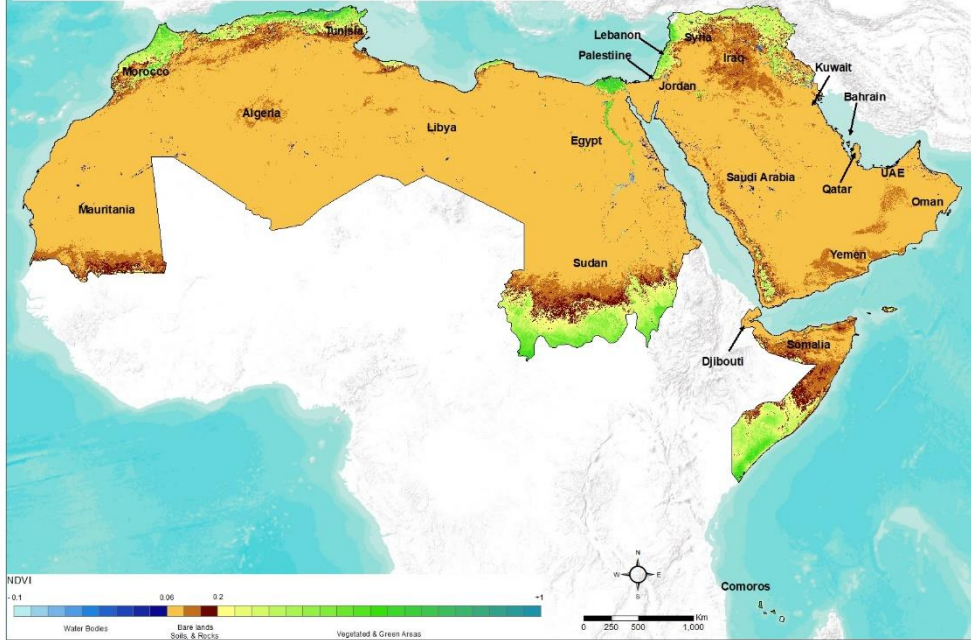 Lebanon
Palestiine
Tunisia
Syria
Iraq
Morocco
Jordan
Kuwait
Bahrain
Algeria
Libya
Egypt
Saudi Arabia
Qatar
UAE
Oman
Mauritania
Sudan
Yemen
Djibouti
Somalia
Comoros
N
W E
S
NDVI
- 0.1 0.06 0.2 +1
Water Bodies
Bare lands
Soils, & Rocks
Vegetated & Green Areas
Km
0 250 500 1,000